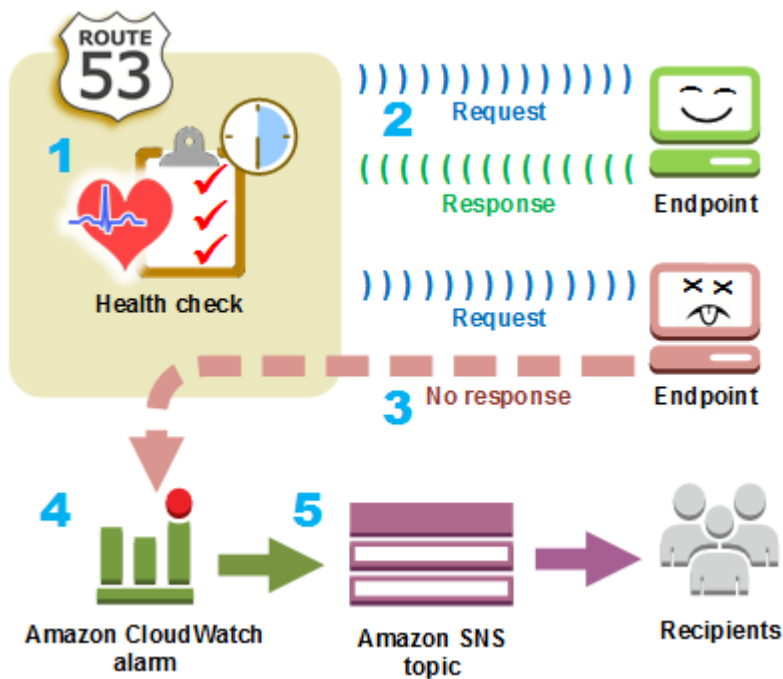 ROUTE
53
1
Health check
2
Request
Response
Endpoint
Request
3
No response
Endpoint
4
Amazon CloudWatch
alarm
5
Amazon SNS
topic
Recipients